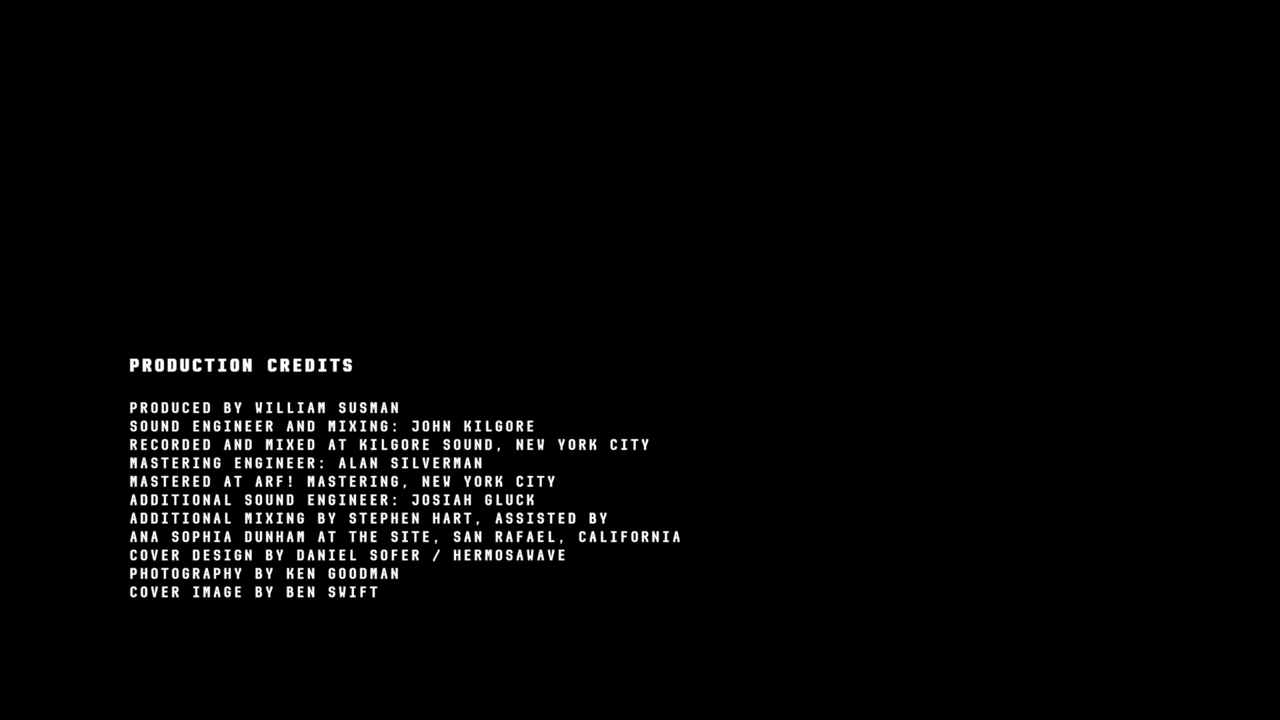 PRODUCTION CREDITS
PRODUCED BY WILLIAM SUSMAN
SOUND ENGINEER AND MIXING: JOHN KILGORE
RECORDED AND MIXED AT KILGORE SOUND, NEW YORK CITY
MASTERING ENGINEER: ALAN SILVERMAN
MASTERED AT ARF! MASTERING, NEW YORK CITY
ADDITIONAL SOUND ENGINEER: JOSIAH GLUCK
ADDITIONAL MIXING BY STEPHEN HART, ASSISTED BY
ANA SOPHIA DUNHAM AT THE SITE, SAN RAFAEL, CALIFORNIA
COVER DESIGN BY DANIEL SOFER / HERMOSAWAVE
PHOTOGRAPHY BY KEN GOODMAN
COVER IMAGE BY BEN SWIFT